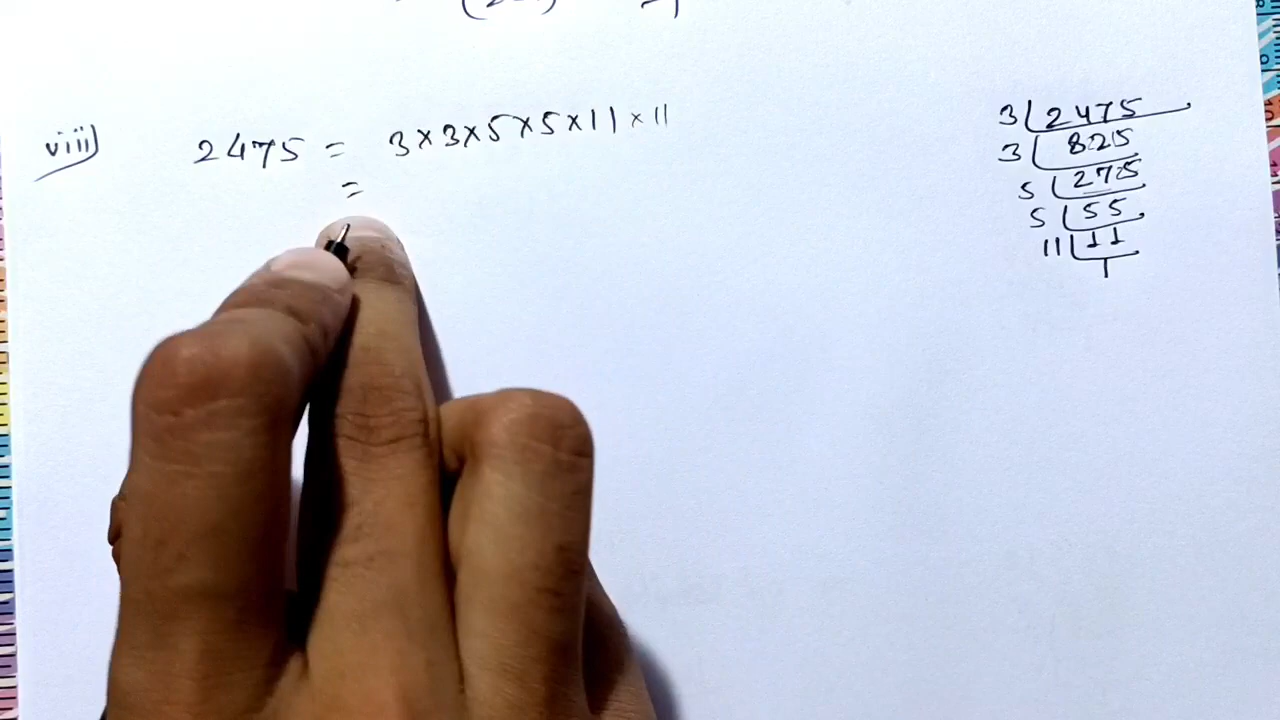 viii) 2475 = 3×3×5×5×11×11
=
3 | 2475
3 | 825
5 | 275
5 | 55
11 | 11
1